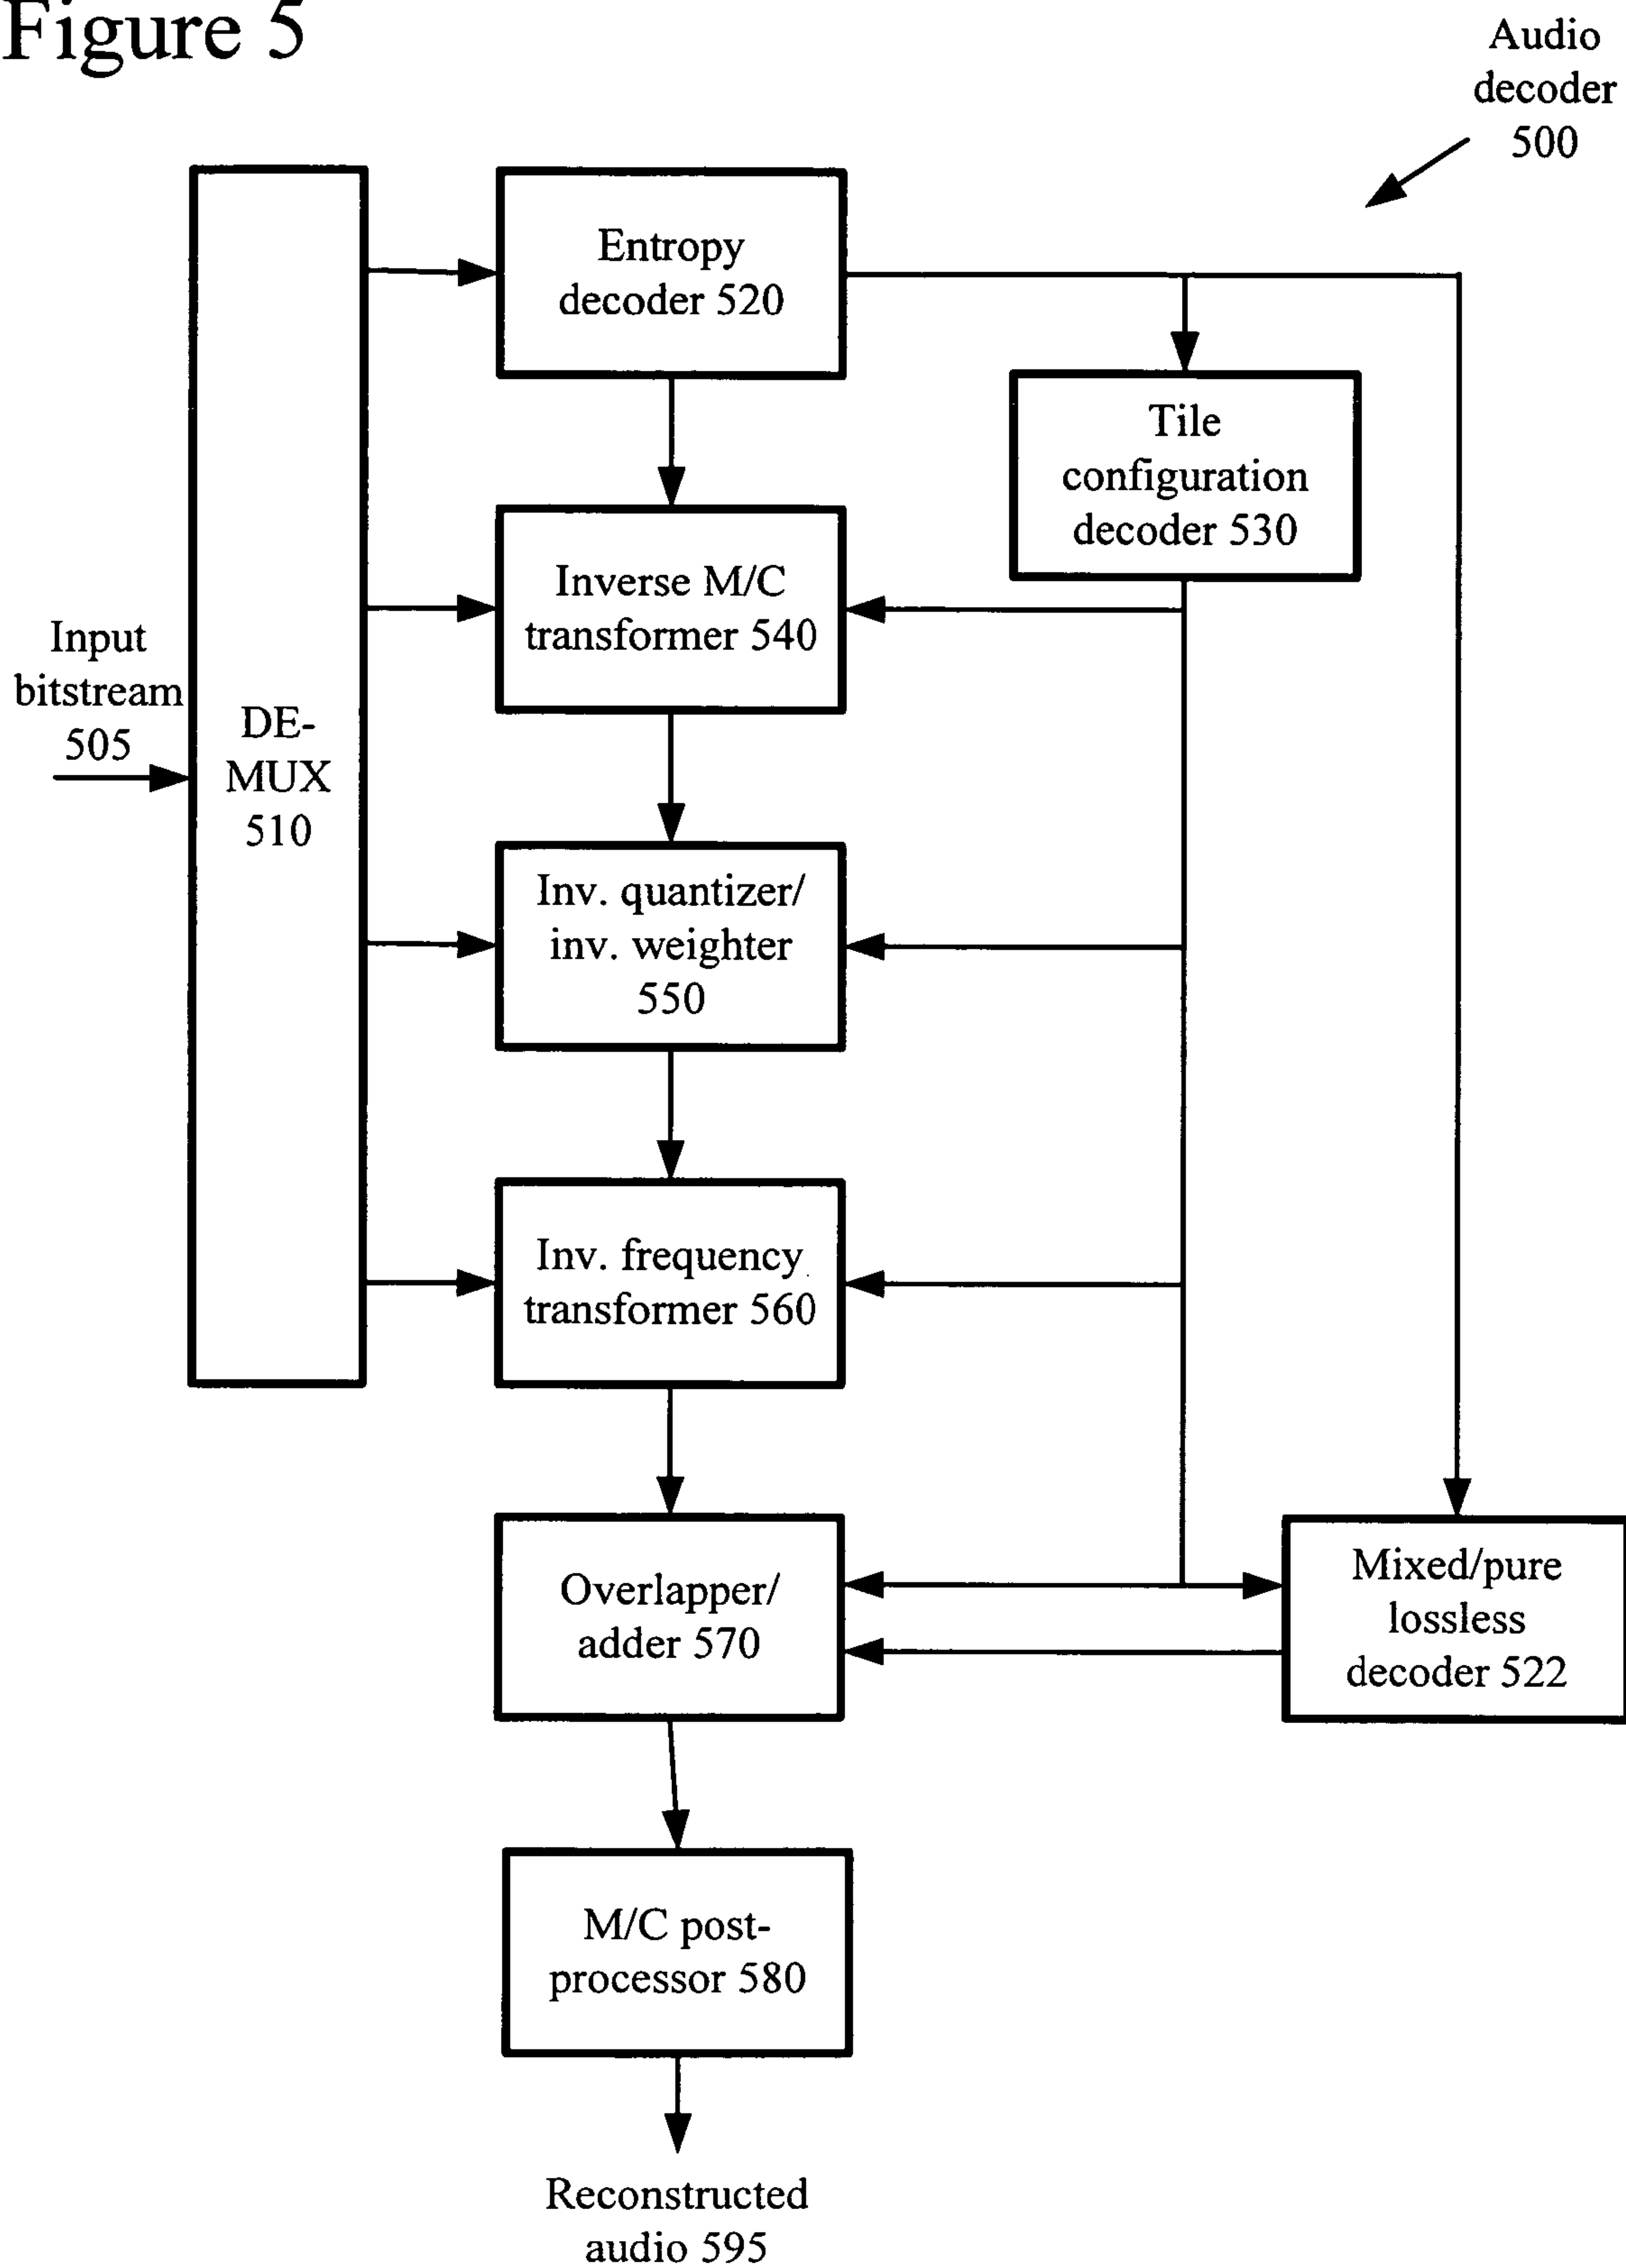 Figure 5
Audio
decoder
500
Entropy
decoder 520
Tile
configuration
decoder 530
Inverse M/C
transformer 540
Input
bitstream
505
DE-
MUX
510
Inv. quantizer/
inv. weighter
550
Inv. frequency
transformer 560
Overlapper/
adder 570
Mixed/pure
lossless
decoder 522
M/C post-
processor 580
Reconstructed
audio 595